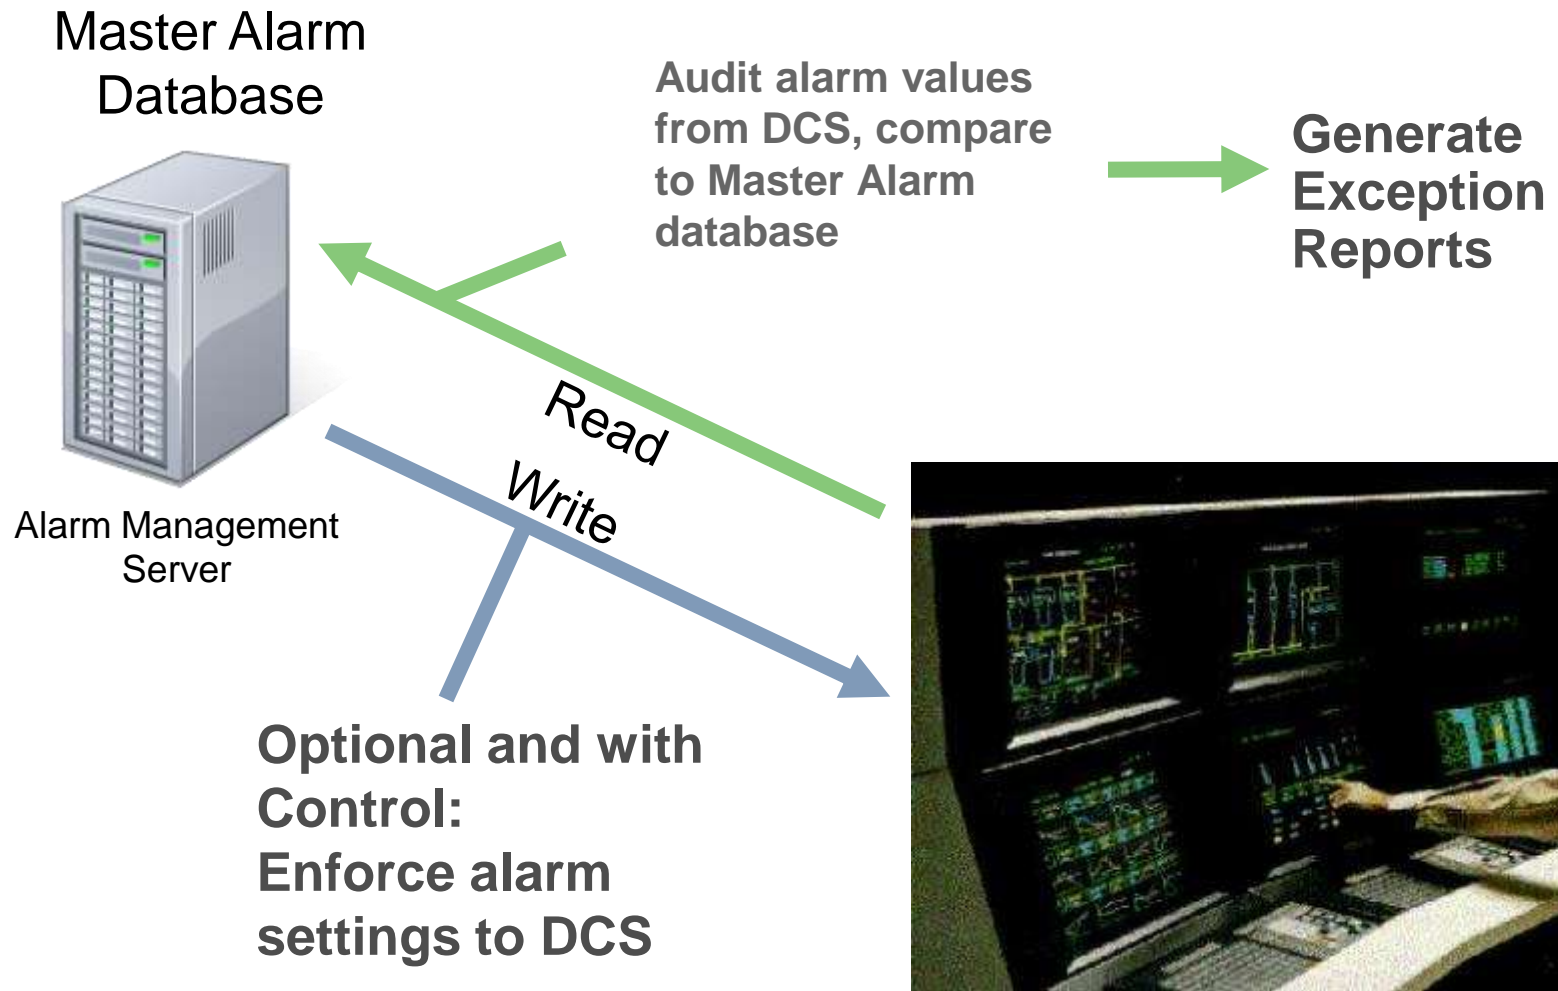 Master Alarm
Database
Audit alarm values
from DCS, compare
to Master Alarm
database
Generate
Exception
Reports
Read
Write
Alarm Management
Server
Optional and with
Control:
Enforce alarm
settings to DCS